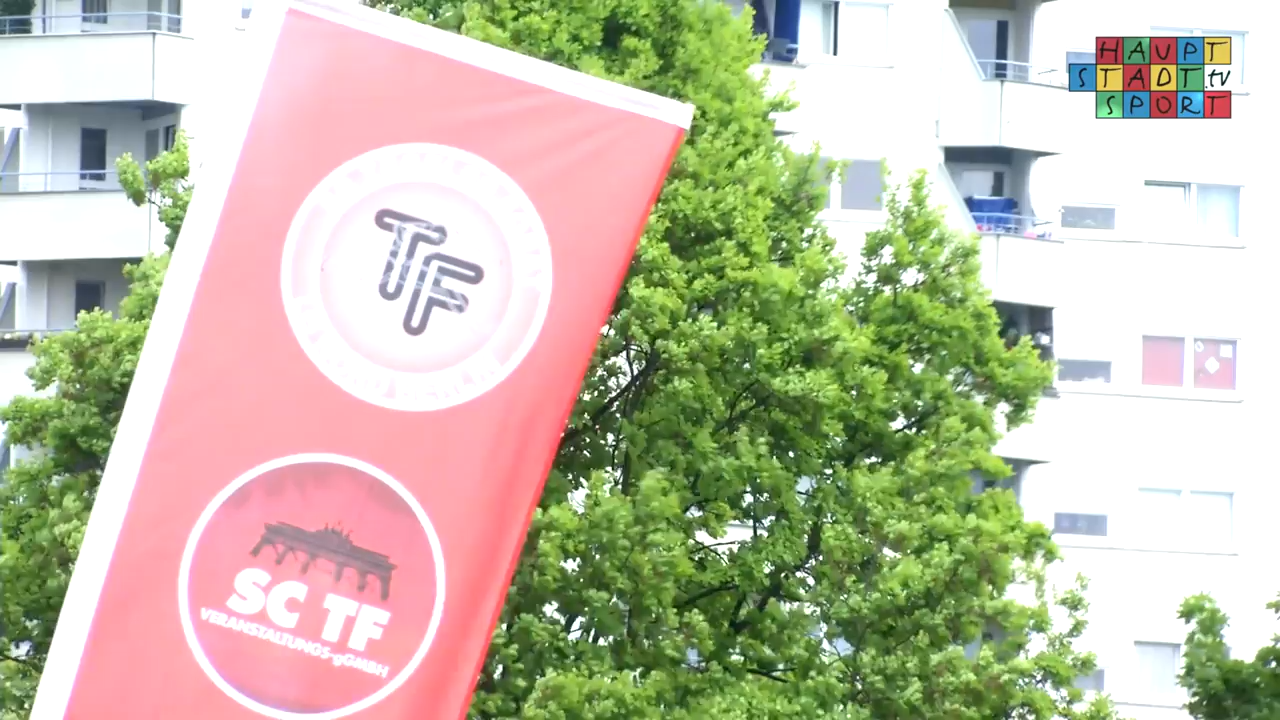 HAUPT
STADT.tv
SPORT
TF
SC TF
VERANSTALTUNGS-gGMBH